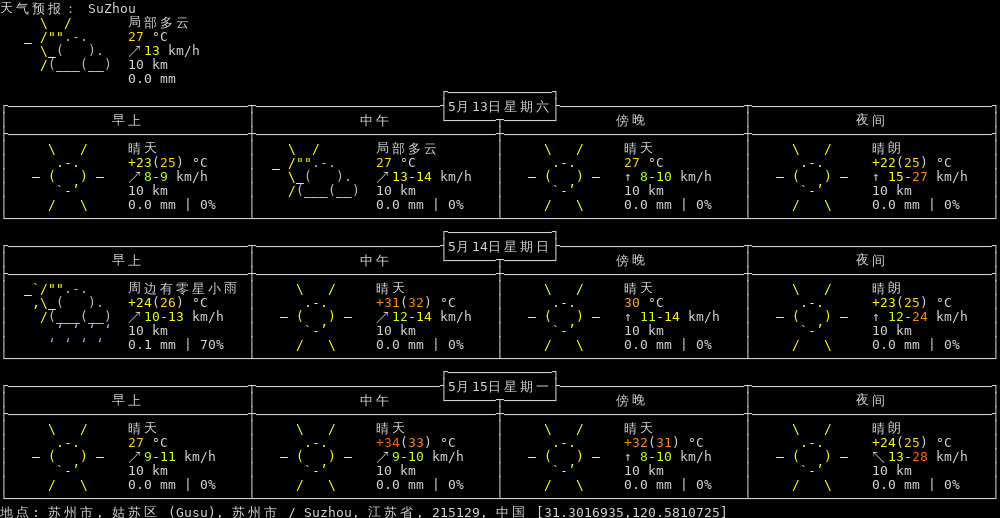 天气预报： SuZhou
局部多云
27 °C
↗13 km/h
10 km
0.0 mm
5月13日星期六
早上 中午 傍晚 夜间
晴天 局部多云 晴天 晴朗
+23(25) °C 27 °C 27 °C +22(25) °C
↗8-9 km/h ↗13-14 km/h ↑ 8-10 km/h ↑ 15-27 km/h
10 km 10 km 10 km 10 km
0.0 mm | 0% 0.0 mm | 0% 0.0 mm | 0% 0.0 mm | 0%
5月14日星期日
早上 中午 傍晚 夜间
周边有零星小雨 晴天 晴天 晴朗
+24(26) °C +31(32) °C 30 °C +23(25) °C
↗10-13 km/h ↗12-14 km/h ↑ 11-14 km/h ↑ 12-24 km/h
10 km 10 km 10 km 10 km
0.1 mm | 70% 0.0 mm | 0% 0.0 mm | 0% 0.0 mm | 0%
5月15日星期一
早上 中午 傍晚 夜间
晴天 晴天 晴天 晴朗
27 °C +34(33) °C +32(31) °C +24(25) °C
↗9-11 km/h ↗9-10 km/h ↑ 8-10 km/h ↖13-28 km/h
10 km 10 km 10 km 10 km
0.0 mm | 0% 0.0 mm | 0% 0.0 mm | 0% 0.0 mm | 0%
地点: 苏州市, 姑苏区 (Gusu), 苏州市 / Suzhou, 江苏省, 215129, 中国 [31.3016935,120.5810725]